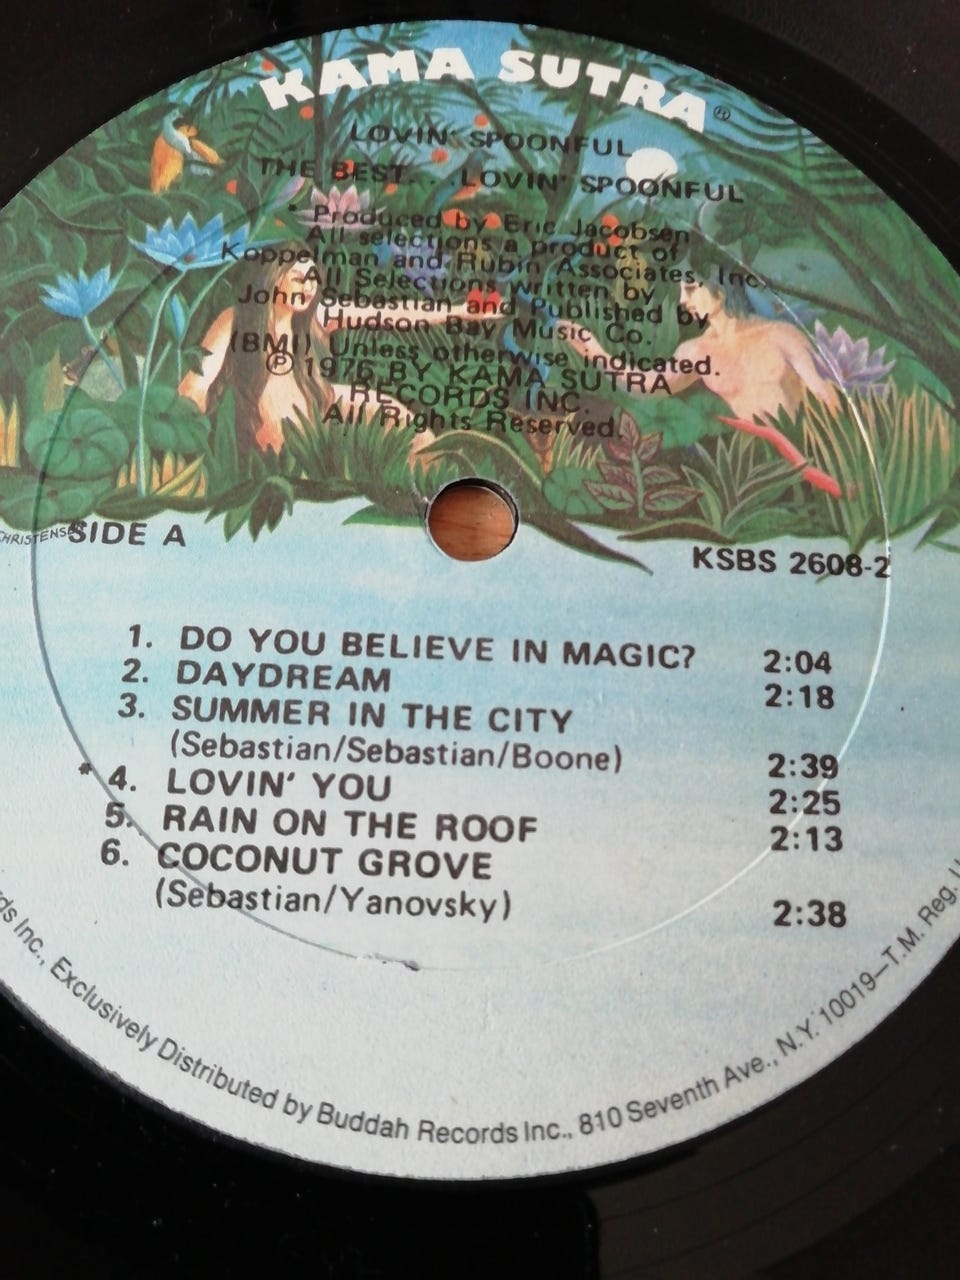 KAMA SUTRA®
LOVIN' SPOONFUL
THE BEST. . .LOVIN' SPOONFUL
* Produced by Eric Jacobsen
All selections a product of
Koppelman and Rubin Associates, Inc.
All Selections written by
John Sebastian and Published by
Hudson Bay Music Co.
(BMI) Unless otherwise indicated.
℗ 1976 BY KAMA SUTRA
RECORDS INC.
All Rights Reserved.
SIDE A
KSBS 2608-2
1. DO YOU BELIEVE IN MAGIC? 2:04
2. DAYDREAM 2:18
3. SUMMER IN THE CITY
(Sebastian/Sebastian/Boone) 2:39
* 4. LOVIN' YOU 2:25
5. RAIN ON THE ROOF 2:13
6. COCONUT GROVE
(Sebastian/Yanovsky) 2:38
rds Inc., Exclusively Distributed by Buddah Records Inc., 810 Seventh Ave., N.Y. 10019—T.M. Reg.